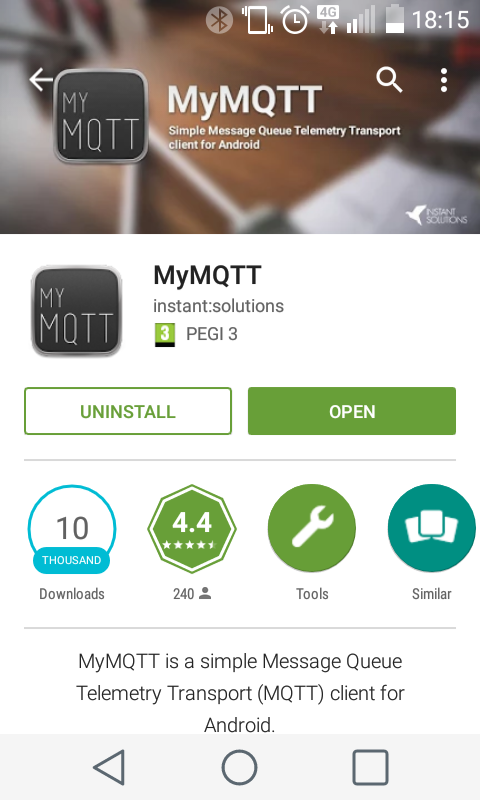 4G 18:15
MY
MQTT
MyMQTT
Simple Message Queue Telemetry Transport
client for Android
INSTANT
SOLUTIONS
MY
MQTT
MyMQTT
instant:solutions
3 PEGI 3
UNINSTALL OPEN
10
THOUSAND
4.4
Downloads 240 Tools Similar
MyMQTT is a simple Message Queue
Telemetry Transport (MQTT) client for
Android.